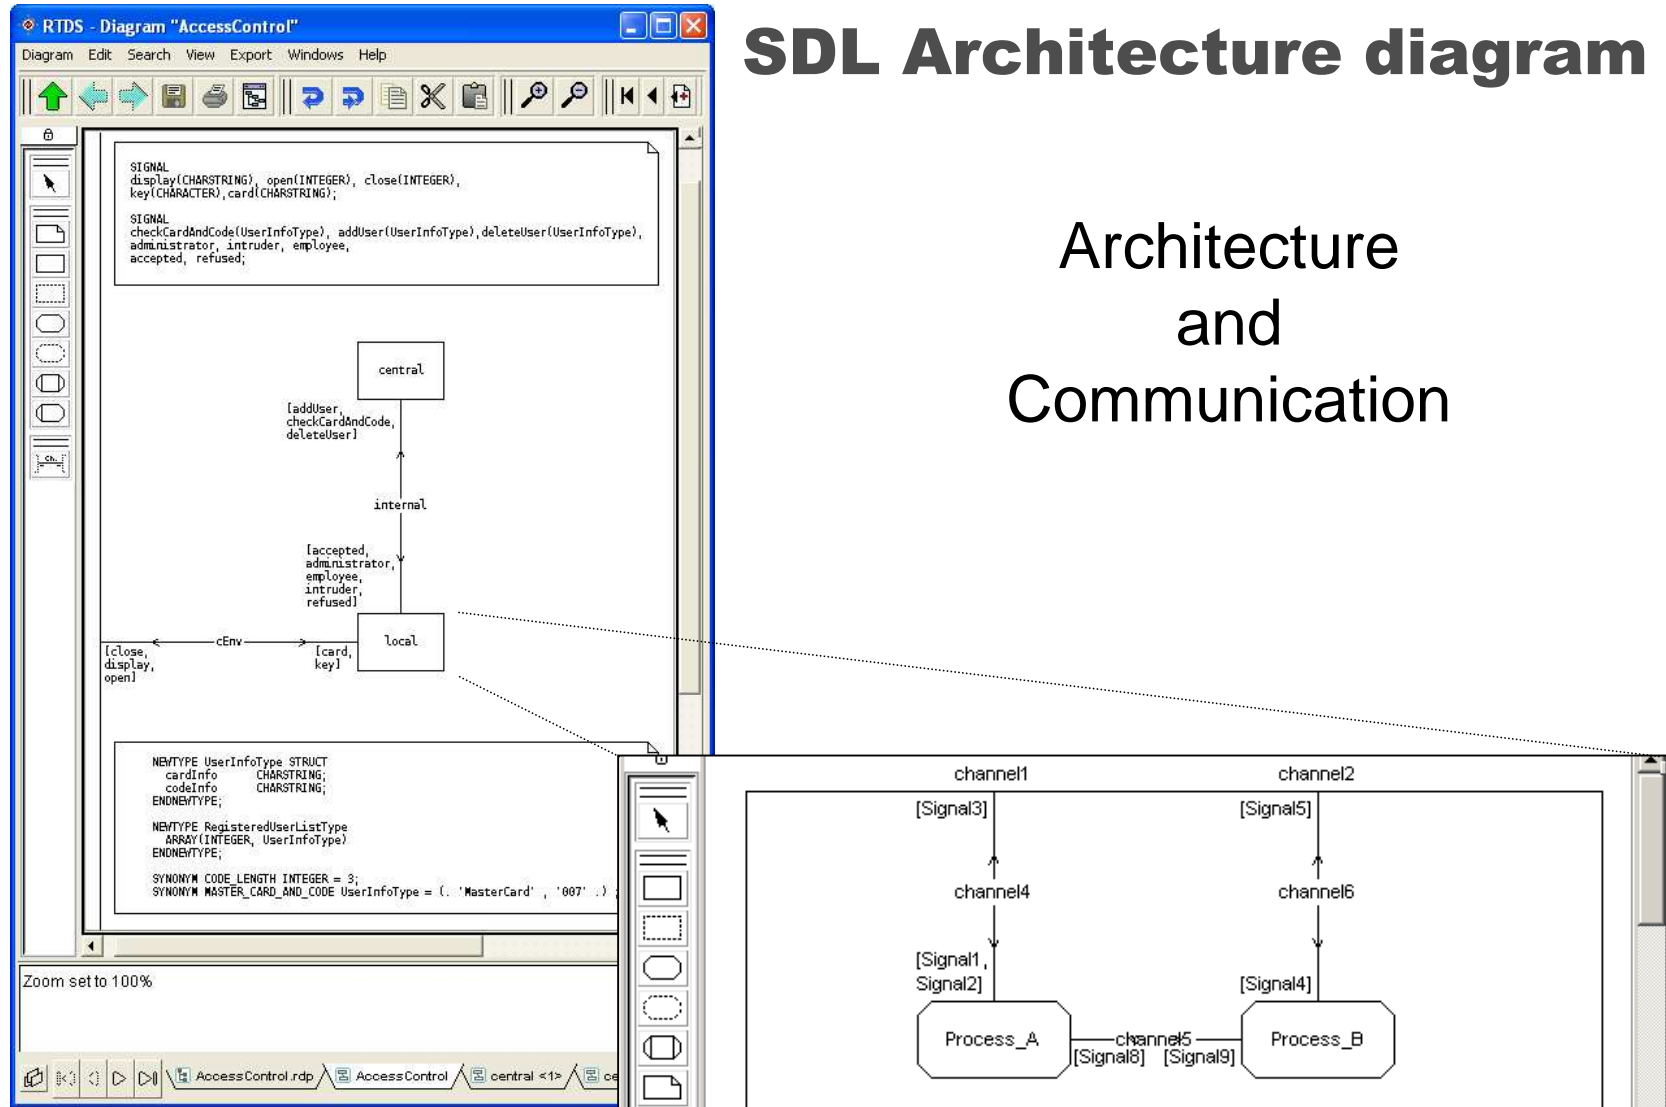 RTDS - Diagram "AccessControl"
SDL Architecture diagram
Diagram Edit Search View Export Windows Help
Architecture
and
Communication
SIGNAL
display(CHARSTRING), open(INTEGER), close(INTEGER),
key(CHARACTER),card(CHARSTRING);
SIGNAL
checkCardAndCode(UserInfoType), addUser(UserInfoType),deleteUser(UserInfoType),
administrator, intruder, employee,
accepted, refused;
central
[addUser,
checkCardAndCode,
deleteUser]
internal
[accepted,
administrator,
employee,
intruder,
refused]
local
cEnv
[close,
display,
open]
[card,
key]
NEWTYPE UserInfoType STRUCT
cardInfo CHARSTRING;
codeInfo CHARSTRING;
ENDNEWTYPE;
NEWTYPE RegisteredUserListType
ARRAY(INTEGER, UserInfoType)
ENDNEWTYPE;
SYNONYM CODE_LENGTH INTEGER = 3;
SYNONYM MASTER_CARD_AND_CODE UserInfoType = (. 'MasterCard' , '007' .) ;
Ch.
Zoom set to 100%
AccessControl.rdp AccessControl central <1> ce
channel1 channel2
[Signal3] [Signal5]
channel4 channel6
[Signal1,
Signal2] [Signal4]
Process_A channel5 Process_B
[Signal8] [Signal9]